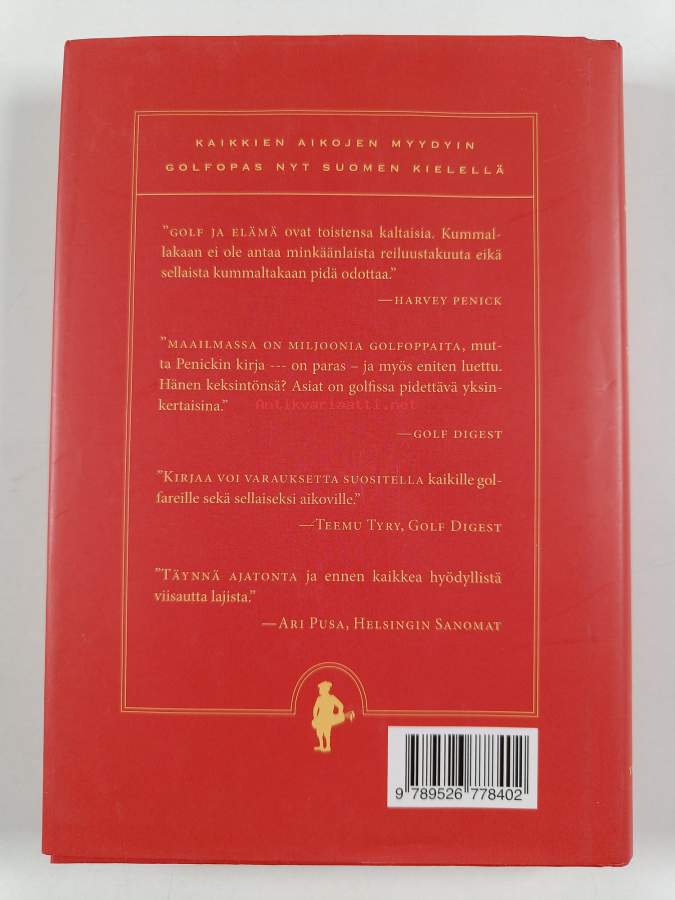 KAIKKIEN AIKOJEN MYYDYIN
GOLFOPAS NYT SUOMEN KIELELLÄ
”GOLF JA ELÄMÄ ovat toistensa kaltaisia. Kummal-
lakaan ei ole antaa minkäänlaista reiluustakuuta eikä
sellaista kummaltakaan pidä odottaa.”
—HARVEY PENICK
”MAAILMASSA ON MILJOONIA GOLFOPPAITA, mut-
ta Penickin kirja --- on paras – ja myös eniten luettu.
Hänen keksintönsä? Asiat on golfissa pidettävä yksin-
kertaisina.”
Antikvariaatti.net
—GOLF DIGEST
”KIRJAA VOI VARAUKSETTA SUOSITELLA kaikille gol-
fareille sekä sellaiseksi aikoville.”
—TEEMU TYRY, GOLF DIGEST
”TÄYNNÄ AJATONTA ja ennen kaikkea hyödyllistä
viisautta lajista.”
—ARI PUSA, HELSINGIN SANOMAT
9 789526 778402